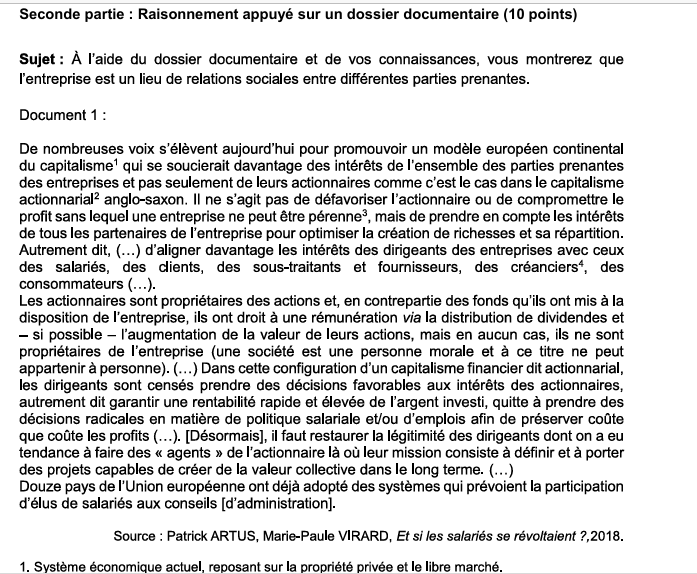 Seconde partie : Raisonnement appuyé sur un dossier documentaire (10 points)
Sujet : À l'aide du dossier documentaire et de vos connaissances, vous montrerez que
l'entreprise est un lieu de relations sociales entre différentes parties prenantes.
Document 1 :
De nombreuses voix s'élèvent aujourd'hui pour promouvoir un modèle européen continental
du capitalisme¹ qui se soucierait davantage des intérêts de l'ensemble des parties prenantes
des entreprises et pas seulement de leurs actionnaires comme c'est le cas dans le capitalisme
actionnarial² anglo-saxon. Il ne s'agit pas de défavoriser l'actionnaire ou de compromettre le
profit sans lequel une entreprise ne peut être pérenne³, mais de prendre en compte les intérêts
de tous les partenaires de l'entreprise pour optimiser la création de richesses et sa répartition.
Autrement dit, (…) d'aligner davantage les intérêts des dirigeants des entreprises avec ceux
des salariés, des clients, des sous-traitants et fournisseurs, des créanciers⁴, des
consommateurs (…).
Les actionnaires sont propriétaires des actions et, en contrepartie des fonds qu'ils ont mis à la
disposition de l'entreprise, ils ont droit à une rémunération via la distribution de dividendes et
– si possible – l'augmentation de la valeur de leurs actions, mais en aucun cas, ils ne sont
propriétaires de l'entreprise (une société est une personne morale et à ce titre ne peut
appartenir à personne). (…) Dans cette configuration d'un capitalisme financier dit actionnarial,
les dirigeants sont censés prendre des décisions favorables aux intérêts des actionnaires,
autrement dit garantir une rentabilité rapide et élevée de l'argent investi, quitte à prendre des
décisions radicales en matière de politique salariale et/ou d'emplois afin de préserver coûte
que coûte les profits (…). [Désormais], il faut restaurer la légitimité des dirigeants dont on a eu
tendance à faire des « agents » de l'actionnaire là où leur mission consiste à définir et à porter
des projets capables de créer de la valeur collective dans le long terme. (…)
Douze pays de l'Union européenne ont déjà adopté des systèmes qui prévoient la participation
d'élus de salariés aux conseils [d'administration].
Source : Patrick ARTUS, Marie-Paule VIRARD, Et si les salariés se révoltaient ?,2018.
1. Système économique actuel, reposant sur la propriété privée et le libre marché.